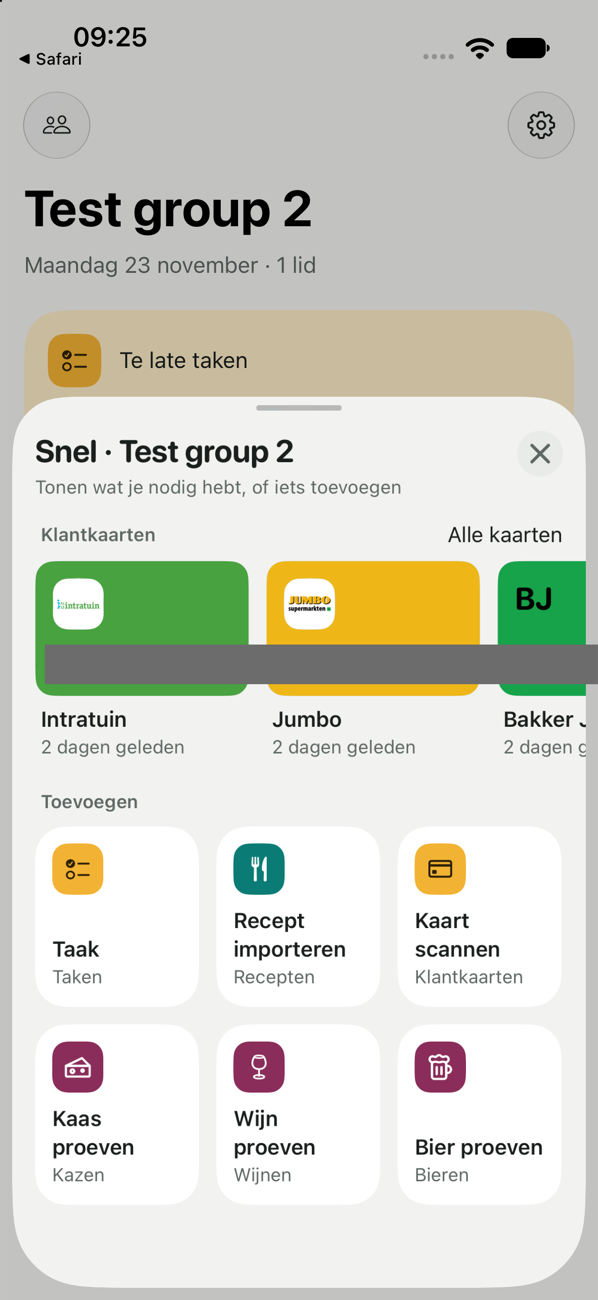 09:25
◀ Safari
Test group 2
Maandag 23 november · 1 lid
Te late taken
Snel · Test group 2
Tonen wat je nodig hebt, of iets toevoegen
Klantkaarten
Alle kaarten
intratuin
JUMBO
supermarkten
BJ
Intratuin
Jumbo
Bakker J
2 dagen geleden
2 dagen geleden
2 dagen g
Toevoegen
Taak
Taken
Recept
importeren
Recepten
Kaart
scannen
Klantkaarten
Kaas
proeven
Kazen
Wijn
proeven
Wijnen
Bier proeven
Bieren